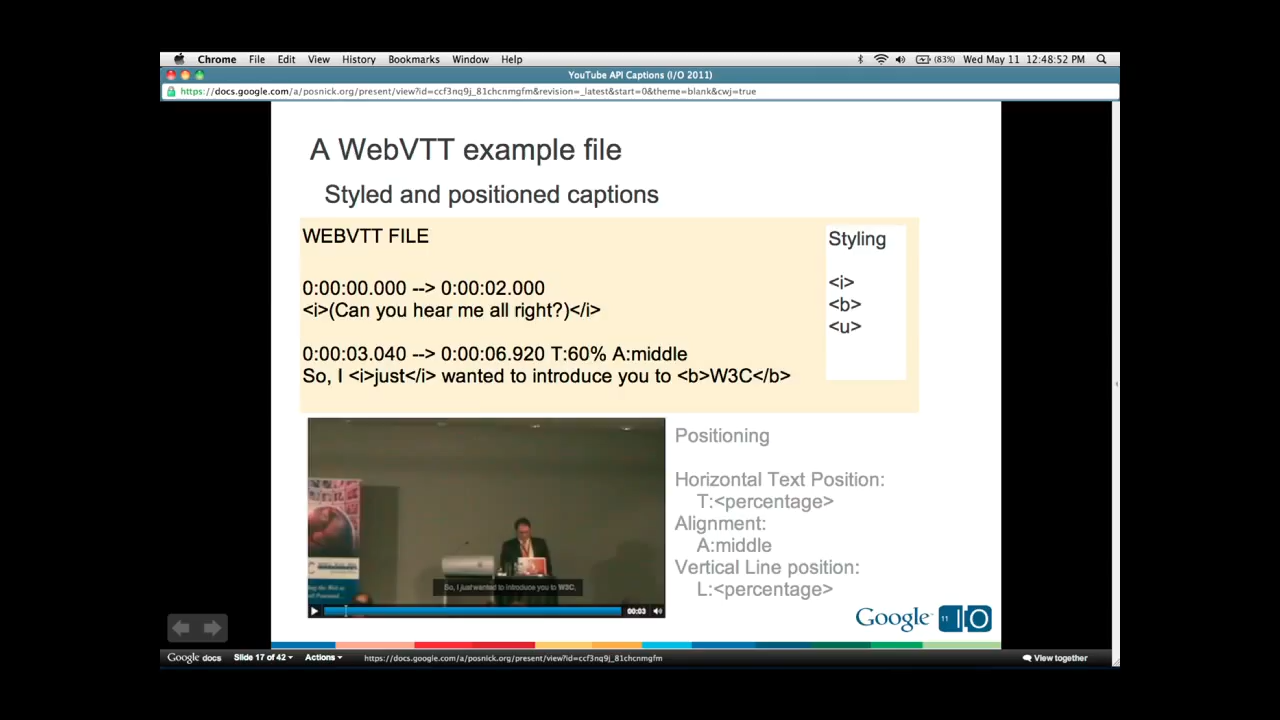 Chrome File Edit View History Bookmarks Window Help (83%) Wed May 11 12:48:52 PM
YouTube API Captions (I/O 2011)
https://docs.google.com/a/posnick.org/present/view?id=ccf3nq9j_81chcnmgfm&revision=_latest&start=0&theme=blank&cwj=true
A WebVTT example file
Styled and positioned captions
WEBVTT FILE
0:00:00.000 --> 0:00:02.000
<i>(Can you hear me all right?)</i>
0:00:03.040 --> 0:00:06.920 T:60% A:middle
So, I <i>just</i> wanted to introduce you to <b>W3C</b>
Styling
<i>
<b>
<u>
So, I just wanted to introduce you to W3C,
00:03
Positioning
Horizontal Text Position:
T:<percentage>
Alignment:
A:middle
Vertical Line position:
L:<percentage>
Google 11 I/O
Google docs Slide 17 of 42 Actions https://docs.google.com/a/posnick.org/present/view?id=ccf3nq9j_81chcnmgfm View together